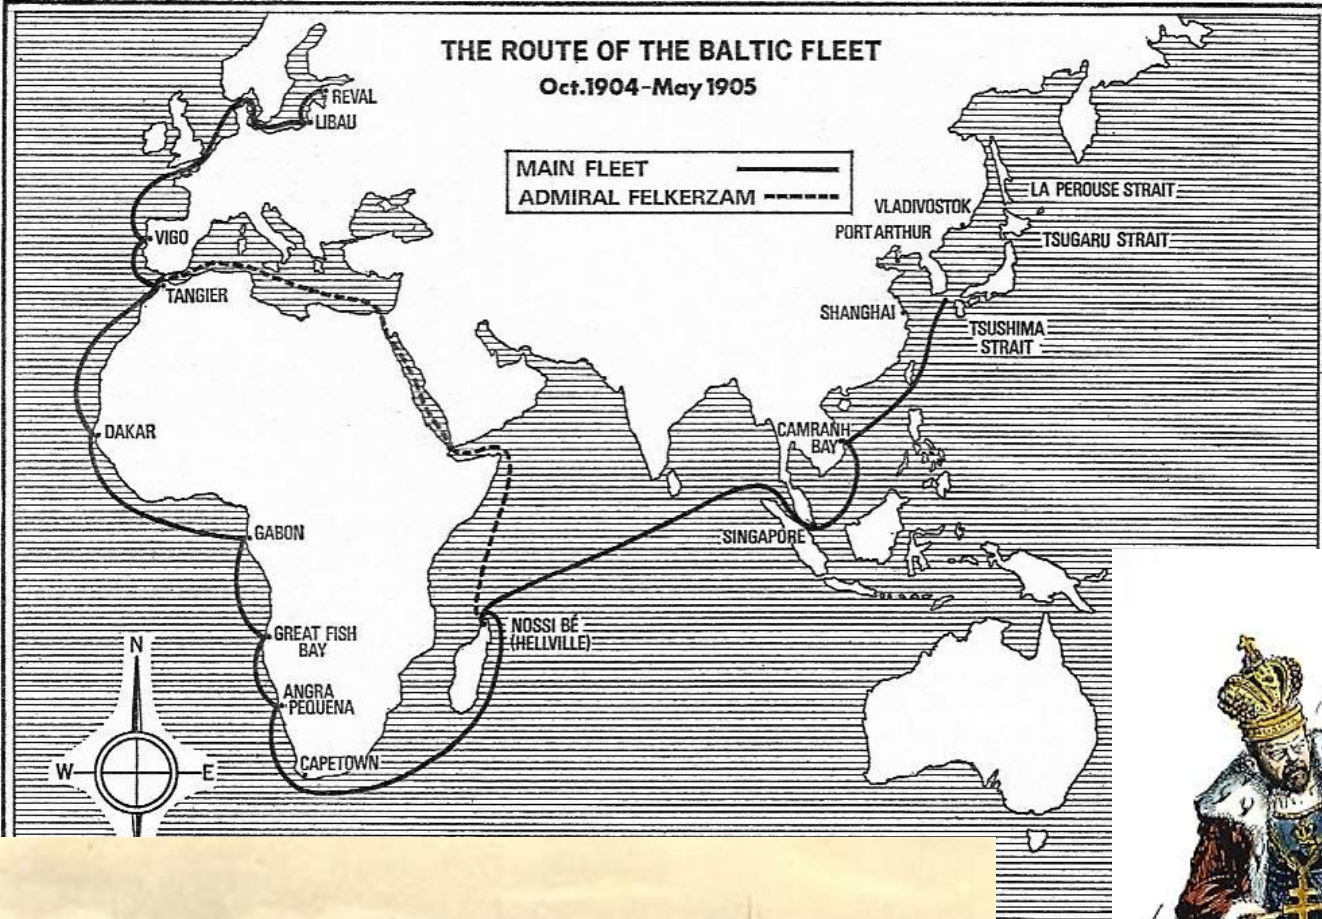 THE ROUTE OF THE BALTIC FLEET
Oct.1904-May 1905
MAIN FLEET
ADMIRAL FELKERZAM
REVAL
LIBAU
VIGO
TANGIER
DAKAR
GABON
GREAT FISH
BAY
ANGRA
PEQUENA
CAPETOWN
NOSSI BÉ
(HELLVILLE)
SINGAPORE
CAMRANH
BAY
SHANGHAI
PORT ARTHUR
VLADIVOSTOK
LA PEROUSE STRAIT
TSUGARU STRAIT
TSUSHIMA
STRAIT
N
W
E